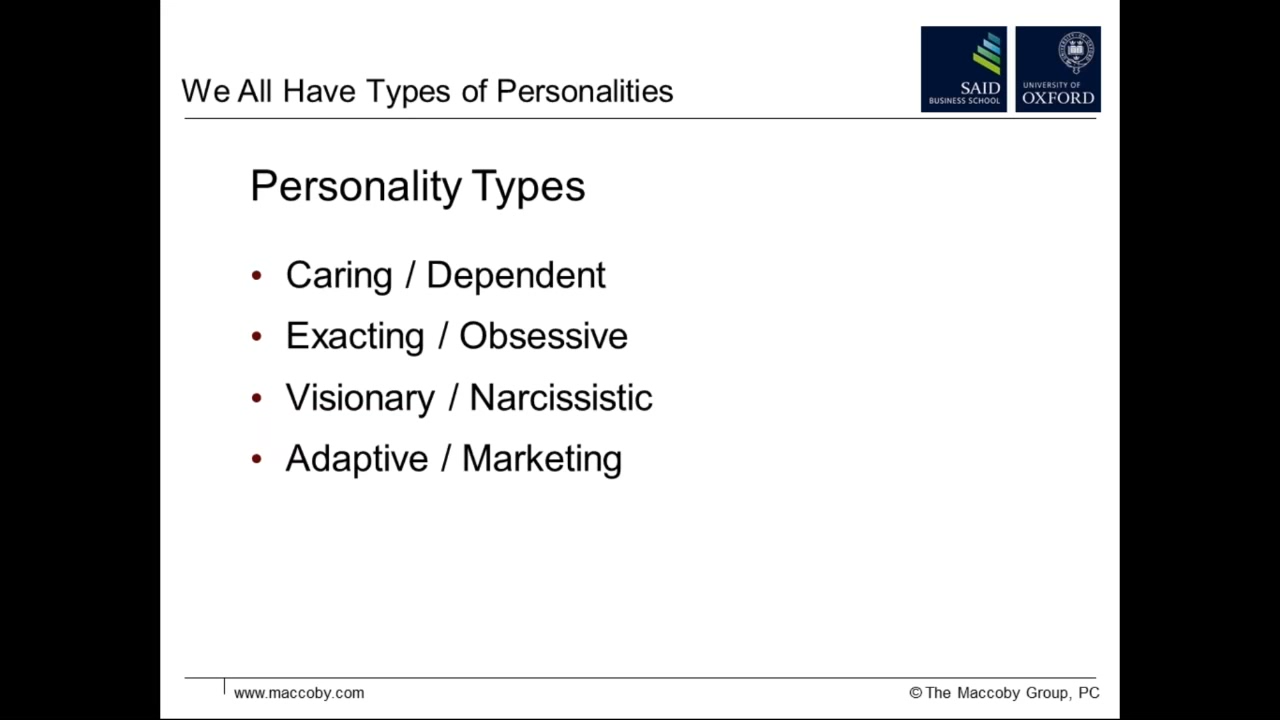 We All Have Types of Personalities
SAID
BUSINESS SCHOOL
UNIVERSITY OF
OXFORD
Personality Types
• Caring / Dependent
• Exacting / Obsessive
• Visionary / Narcissistic
• Adaptive / Marketing
www.maccoby.com
© The Maccoby Group, PC